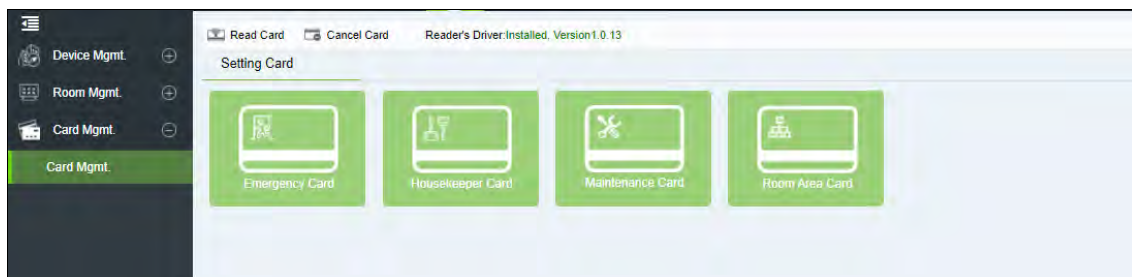 Device Mgmt.
Room Mgmt.
Card Mgmt.
Card Mgmt.
Read Card Cancel Card Reader's Driver:Installed, Version1.0.13
Setting Card
Emergency Card Housekeeper Card Maintenance Card Room Area Card